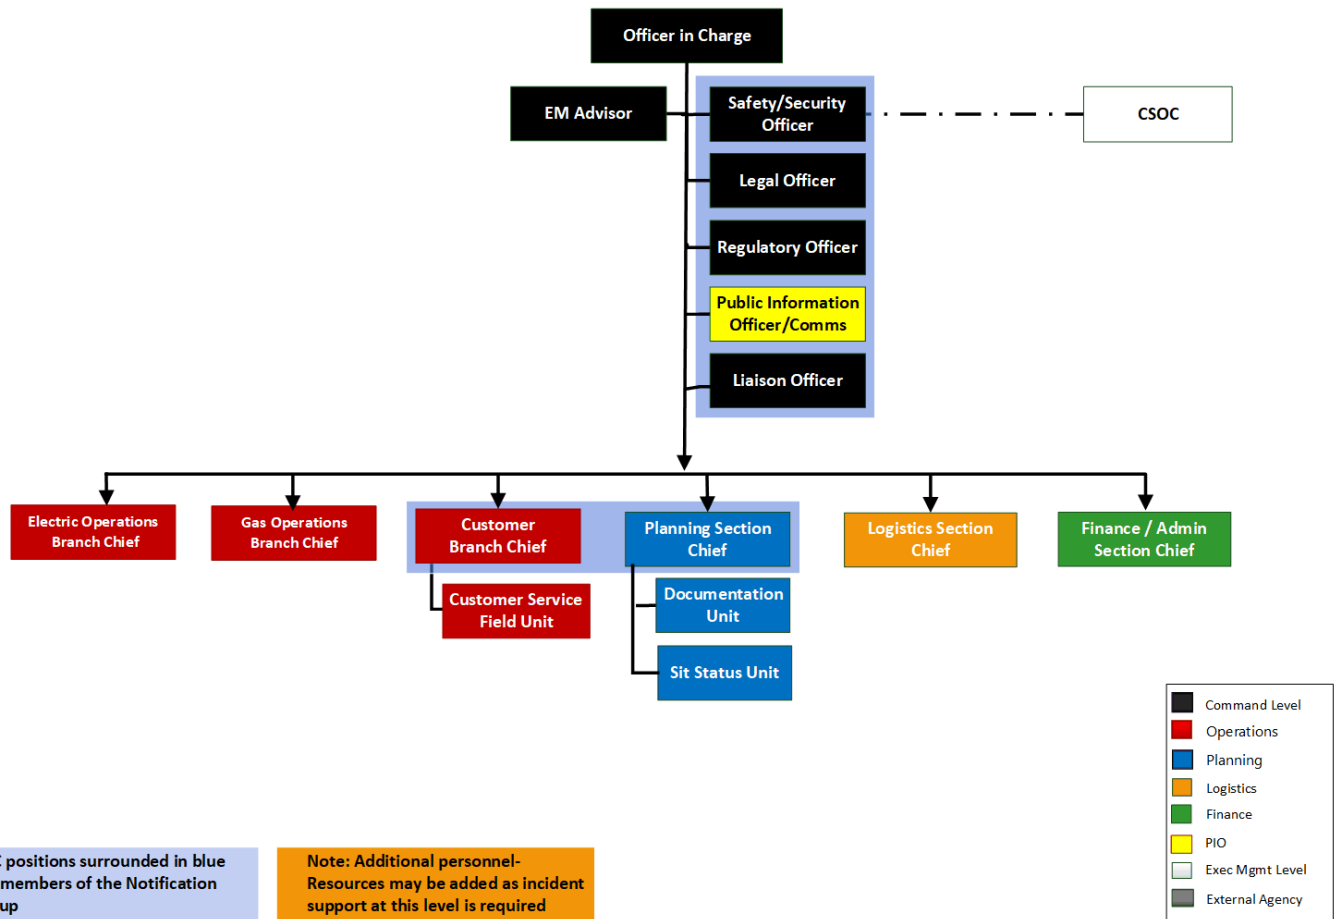 Officer in Charge
EM Advisor
Safety/Security
Officer
CSOC
Legal Officer
Regulatory Officer
Public Information
Officer/Comms
Liaison Officer
Electric Operations
Branch Chief
Gas Operations
Branch Chief
Customer
Branch Chief
Planning Section
Chief
Logistics Section
Chief
Finance / Admin
Section Chief
Customer Service
Field Unit
Documentation
Unit
Sit Status Unit
Command Level
Operations
Planning
Logistics
Finance
PIO
Exec Mgmt Level
External Agency
positions surrounded in blue
members of the Notification
up
Note: Additional personnel-
Resources may be added as incident
support at this level is required